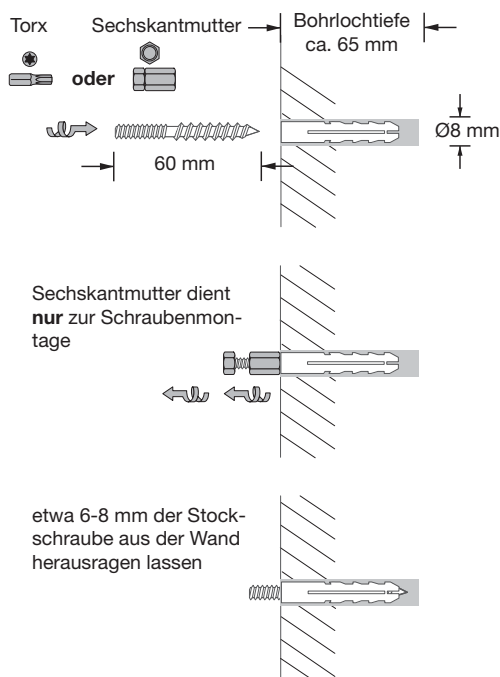 Torx
Sechskantmutter
Bohrlochtiefe
ca. 65 mm
oder
Ø8 mm
60 mm
Sechskantmutter dient
nur zur Schraubenmon-
tage
etwa 6-8 mm der Stock-
schraube aus der Wand
herausragen lassen